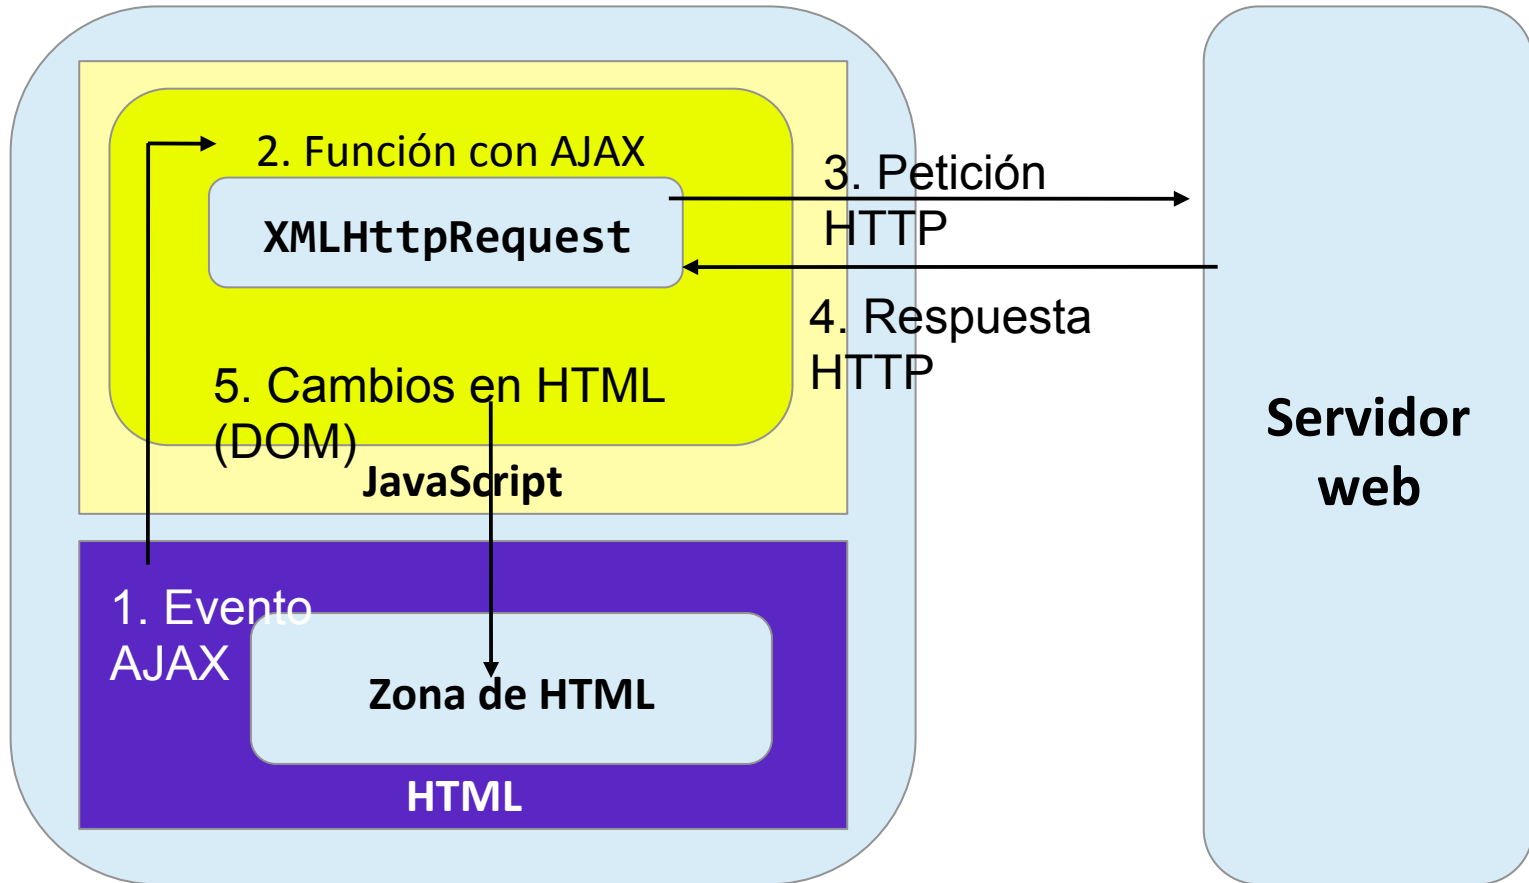 2. Función con AJAX
XMLHttpRequest
3. Petición
HTTP
4. Respuesta
HTTP
5. Cambios en HTML
(DOM)
JavaScript
Servidor
web
1. Evento
AJAX
Zona de HTML
HTML